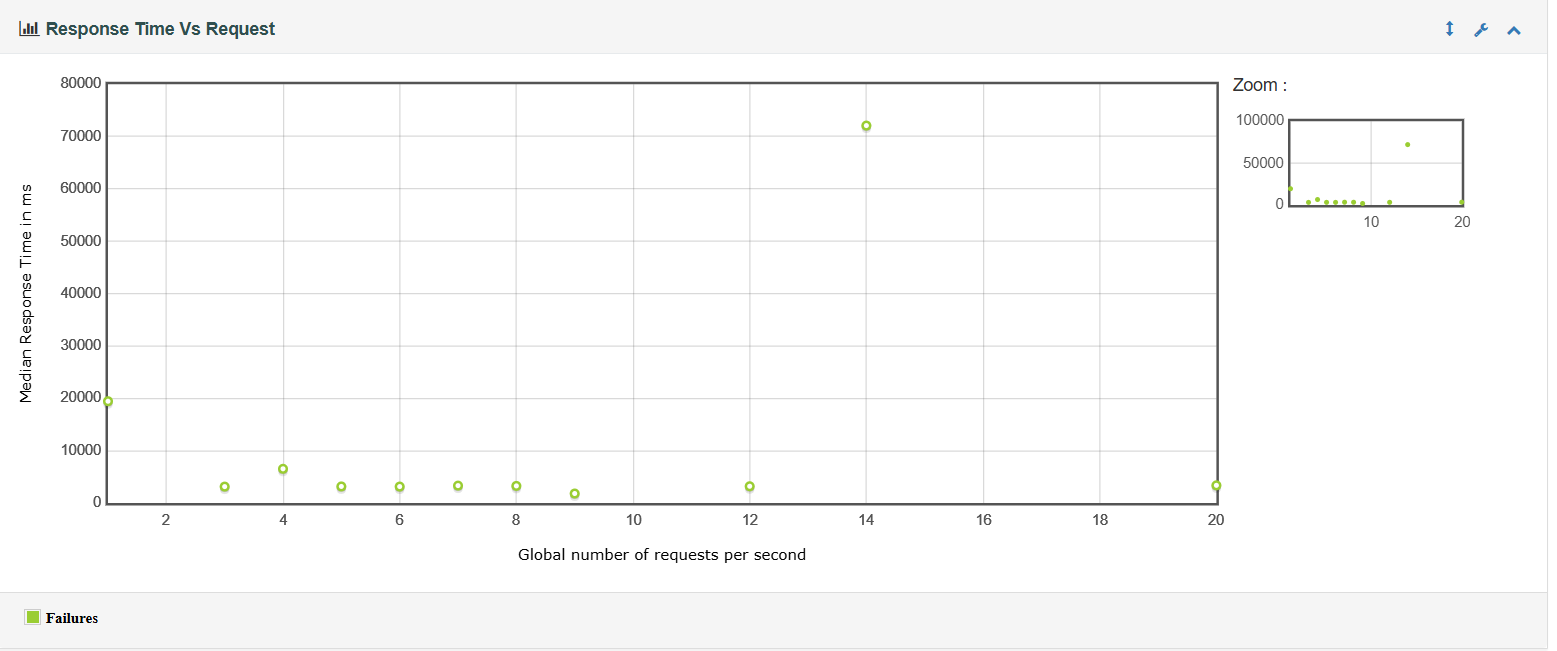 Response Time Vs Request
80000
70000
60000
50000
40000
30000
20000
10000
0
Median Response Time in ms
2 4 6 8 10 12 14 16 18 20
Global number of requests per second
Zoom :
100000
50000
0
10 20
Failures